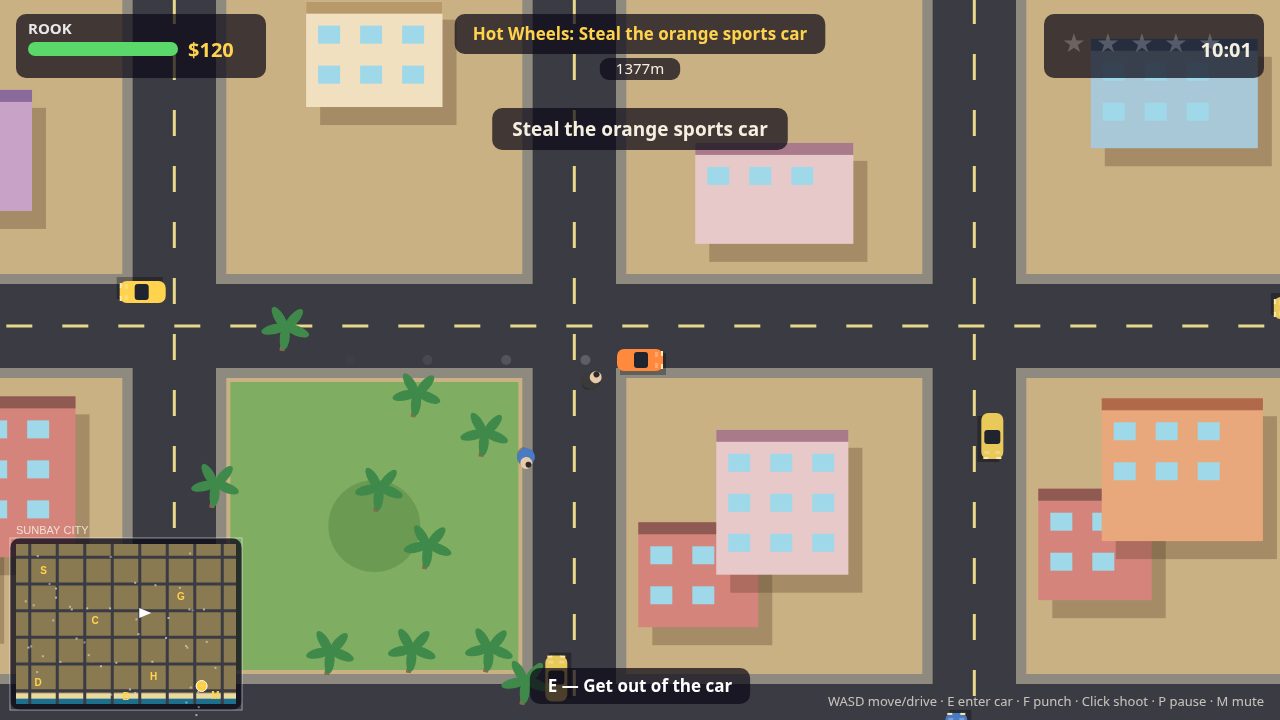 ROOK
$120
Hot Wheels: Steal the orange sports car
1377m
10:01
Steal the orange sports car
SUNBAY CITY
S
G
C
D
H
E — Get out of the car
WASD move/drive · E enter car · F punch · Click shoot · P pause · M mute